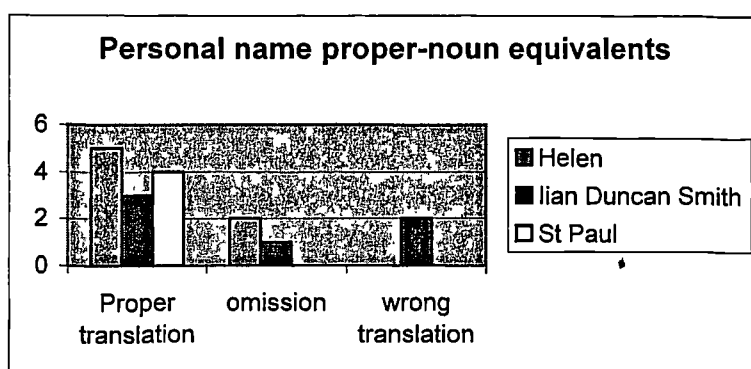 Personal name proper-noun equivalents
6
4
2
0
Proper translation
omission
wrong translation
Helen
Iian Duncan Smith
St Paul